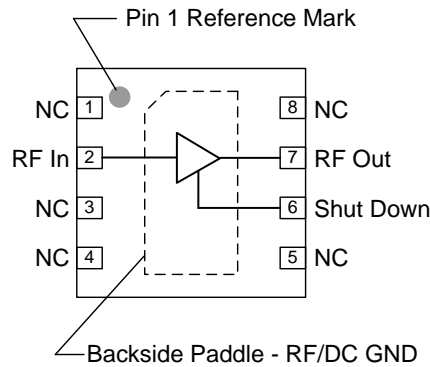 Pin 1 Reference Mark
NC 1 8 NC
RF In 2 7 RF Out
NC 3 6 Shut Down
NC 4 5 NC
Backside Paddle - RF/DC GND